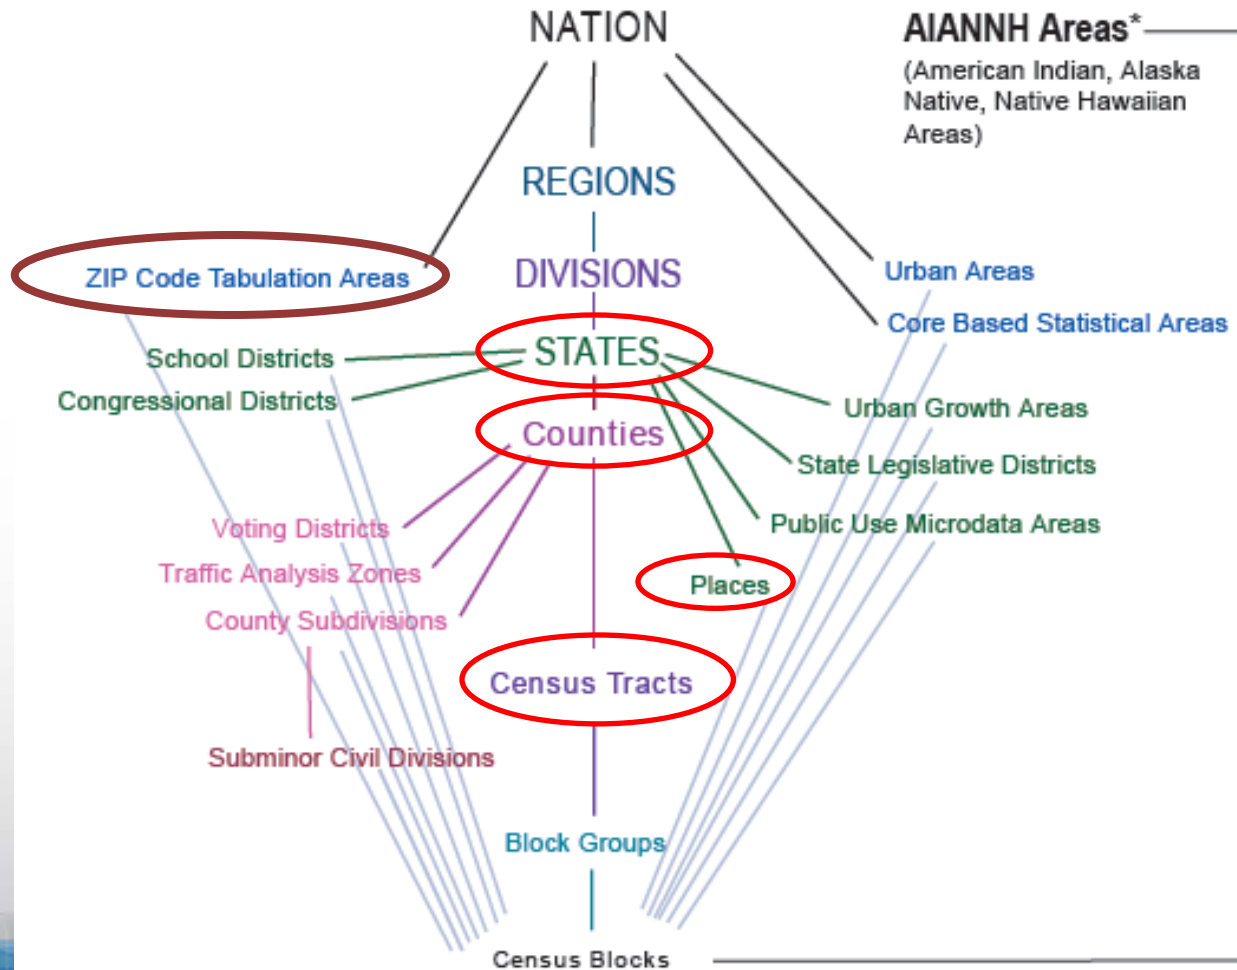 NATION
AIANNH Areas*
(American Indian, Alaska
Native, Native Hawaiian
Areas)
REGIONS
ZIP Code Tabulation Areas
DIVISIONS
Urban Areas
Core Based Statistical Areas
School Districts
STATES
Congressional Districts
Urban Growth Areas
Counties
State Legislative Districts
Voting Districts
Public Use Microdata Areas
Traffic Analysis Zones
Places
County Subdivisions
Census Tracts
Subminor Civil Divisions
Block Groups
Census Blocks